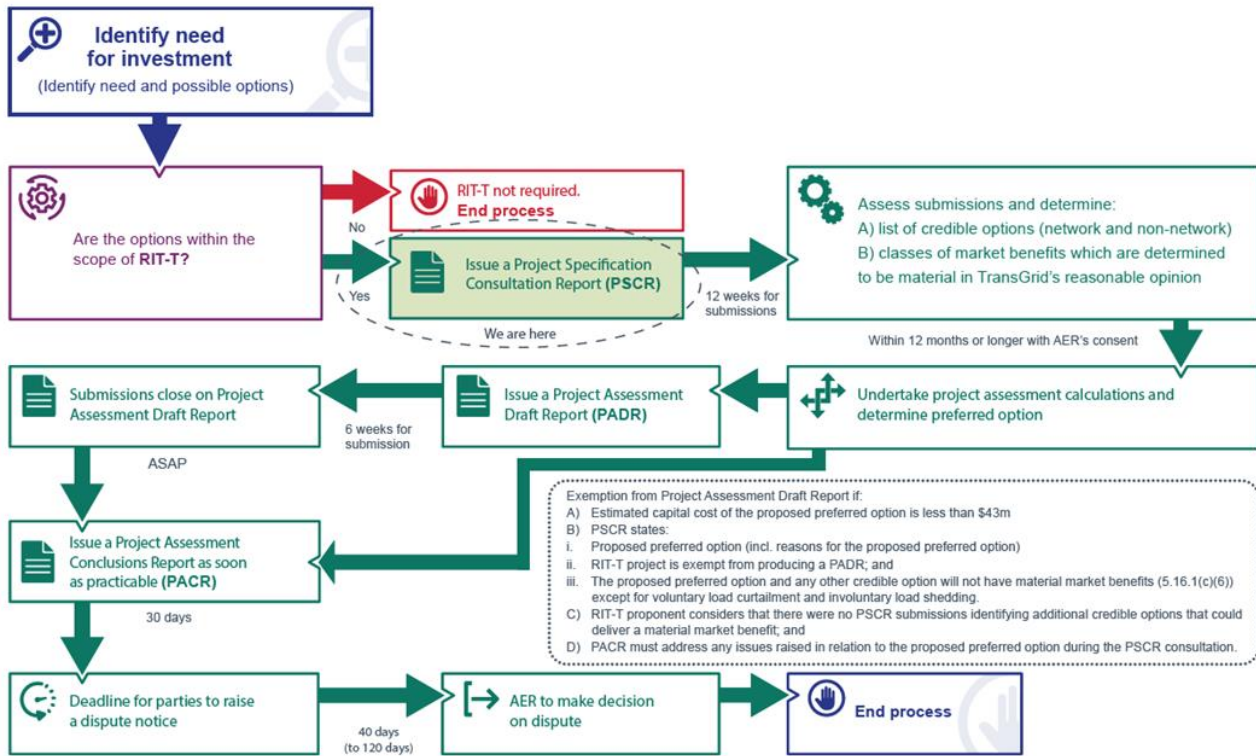 Identify need
for investment
(Identify need and possible options)
Are the options within the
scope of RIT-T?
No
RIT-T not required.
End process
Yes
Issue a Project Specification
Consultation Report (PSCR)
We are here
12 weeks for
submissions
Assess submissions and determine:
A) list of credible options (network and non-network)
B) classes of market benefits which are determined
to be material in TransGrid’s reasonable opinion
Within 12 months or longer with AER’s consent
Undertake project assessment calculations and
determine preferred option
Issue a Project Assessment
Draft Report (PADR)
6 weeks for
submission
Submissions close on Project
Assessment Draft Report
ASAP
Exemption from Project Assessment Draft Report if:
A) Estimated capital cost of the proposed preferred option is less than $43m
B) PSCR states:
i. Proposed preferred option (incl. reasons for the proposed preferred option)
ii. RIT-T project is exempt from producing a PADR; and
iii. The proposed preferred option and any other credible option will not have material market benefits (5.16.1(c)(6))
except for voluntary load curtailment and involuntary load shedding.
C) RIT-T proponent considers that there were no PSCR submissions identifying additional credible options that could
deliver a material market benefit; and
D) PACR must address any issues raised in relation to the proposed preferred option during the PSCR consultation.
Issue a Project Assessment
Conclusions Report as soon
as practicable (PACR)
30 days
Deadline for parties to raise
a dispute notice
40 days
(to 120 days)
AER to make decision
on dispute
End process